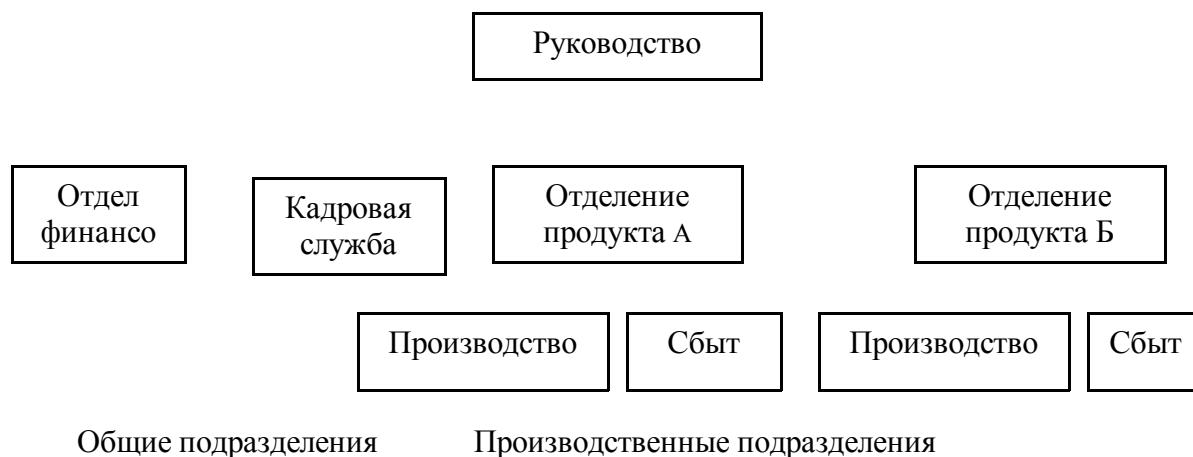 Руководство
Отдел
финансо
Кадровая
служба
Отделение
продукта А
Отделение
продукта Б
Производство
Сбыт
Производство
Сбыт
Общие подразделения
Производственные подразделения